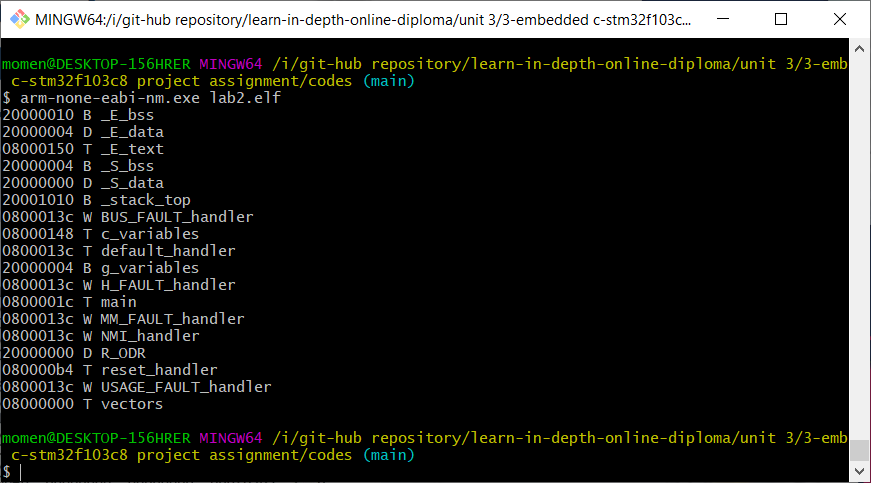 MINGW64:/i/git-hub repository/learn-in-depth-online-diploma/unit 3/3-embedded c-stm32f103c...
momen@DESKTOP-156HRER MINGW64 /i/git-hub repository/learn-in-depth-online-diploma/unit 3/3-emb
c-stm32f103c8 project assignment/codes (main)
$ arm-none-eabi-nm.exe lab2.elf
20000010 B _E_bss
20000004 D _E_data
08000150 T _E_text
20000004 B _S_bss
20000000 D _S_data
20001010 B _stack_top
0800013c W BUS_FAULT_handler
08000148 T c_variables
0800013c T default_handler
20000004 B g_variables
0800013c W H_FAULT_handler
0800001c T main
0800013c W MM_FAULT_handler
0800013c W NMI_handler
20000000 D R_ODR
080000b4 T reset_handler
0800013c W USAGE_FAULT_handler
08000000 T vectors
momen@DESKTOP-156HRER MINGW64 /i/git-hub repository/learn-in-depth-online-diploma/unit 3/3-emb
c-stm32f103c8 project assignment/codes (main)
$